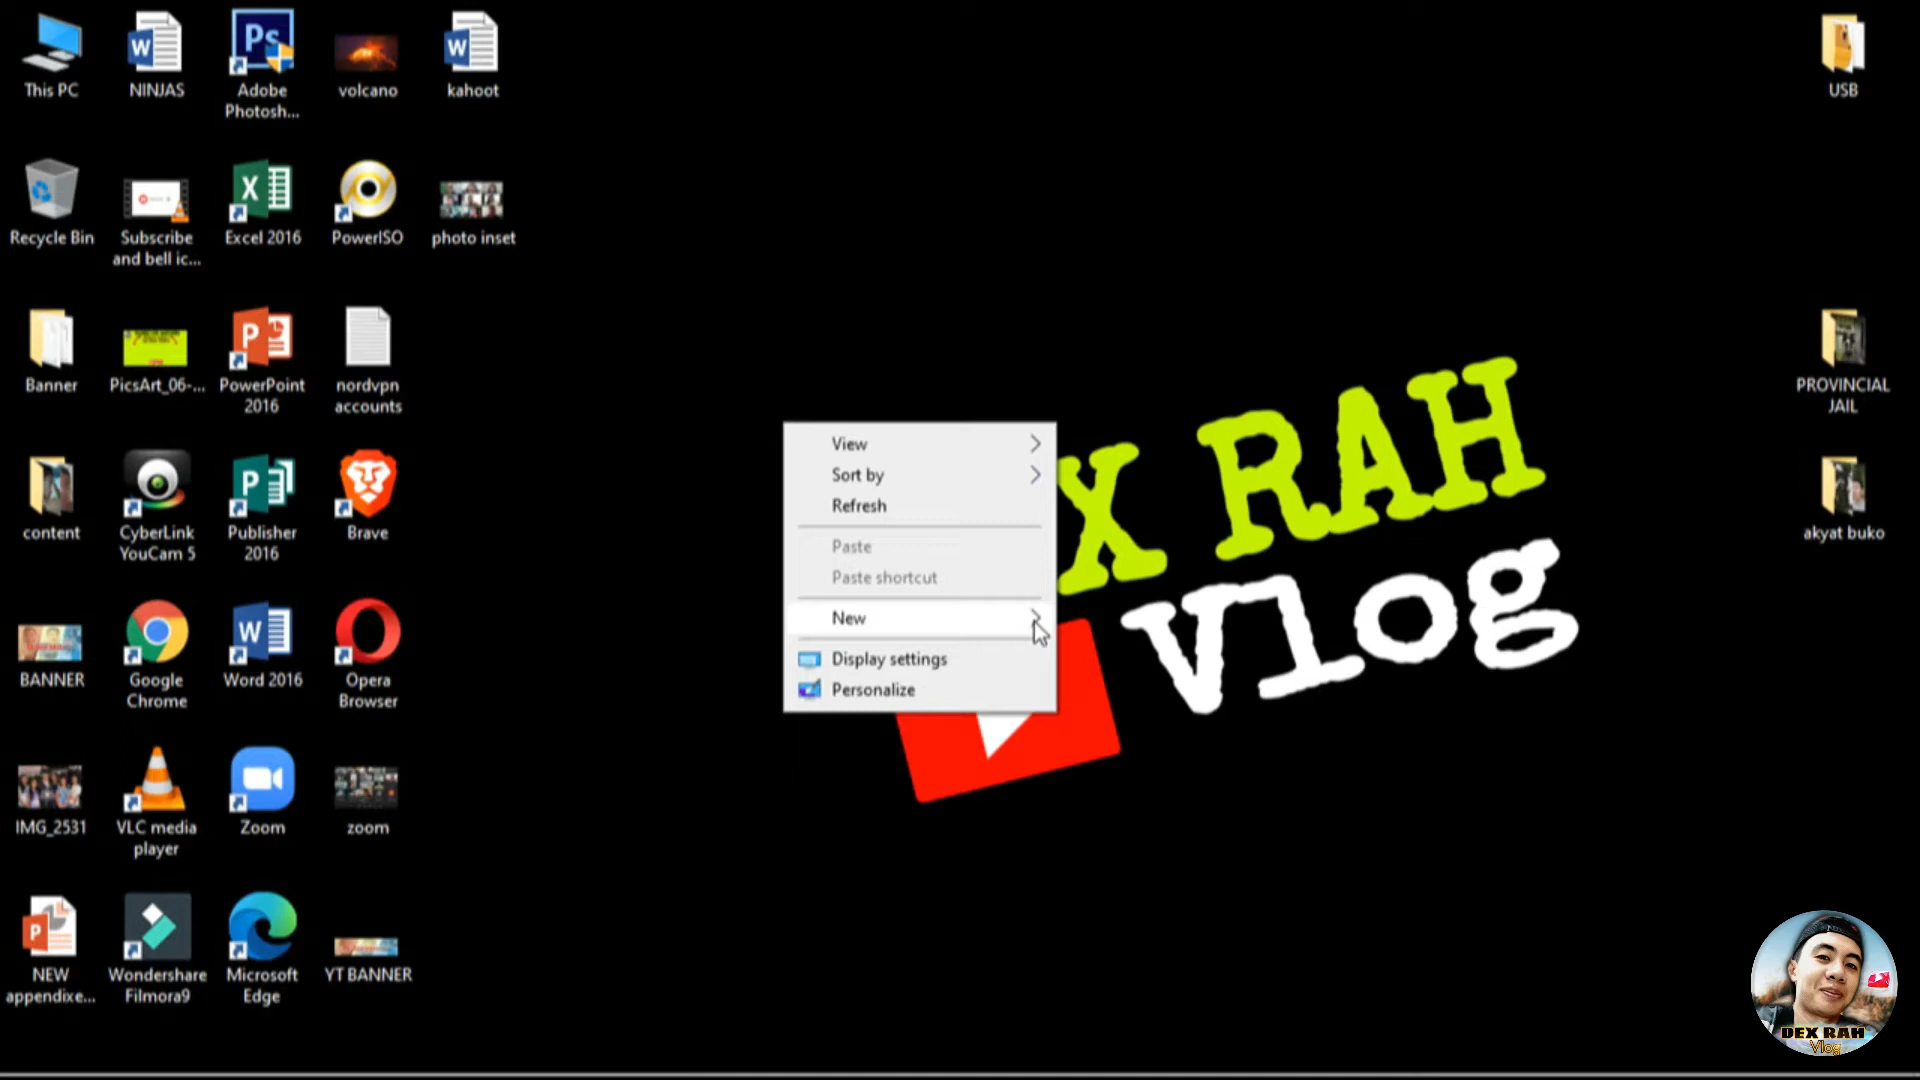 This PC
NINJAS
Adobe
Photosh...
volcano
kahoot
USB
Recycle Bin
Subscribe
and bell ic...
Excel 2016
PowerISO
photo inset
Banner
PicsArt_06-...
PowerPoint
2016
nordvpn
accounts
PROVINCIAL
JAIL
content
CyberLink
YouCam 5
Publisher
2016
Brave
akyat buko
View
Sort by
Refresh
Paste
Paste shortcut
New
Display settings
Personalize
X RAH
Vlog
BANNER
Google
Chrome
Word 2016
Opera
Browser
IMG_2531
VLC media
player
Zoom
zoom
NEW
appendixe...
Wondershare
Filmora9
Microsoft
Edge
YT BANNER
DEX RAH
Vlog